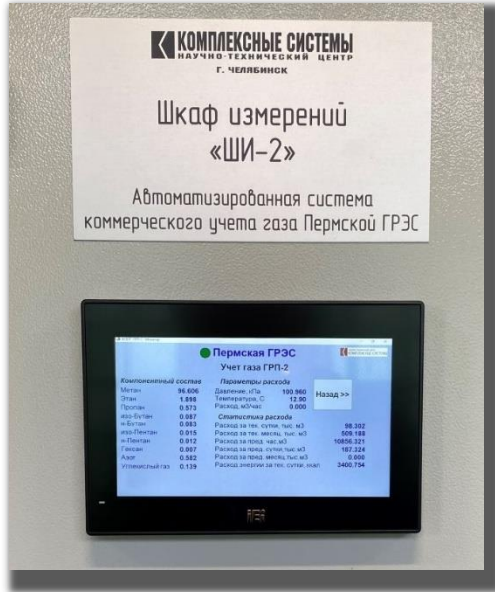 КОМПЛЕКСНЫЕ СИСТЕМЫ
НАУЧНО-ТЕХНИЧЕСКИЙ ЦЕНТР
Г. ЧЕЛЯБИНСК
Шкаф измерений
«ШИ-2»
Автоматизированная система
коммерческого учета газа Пермской ГРЭС
Пермская ГРЭС
Учет газа ГРП-2
Компонентный состав
Метан 96.606
Этан 1.898
Пропан 0.573
изо-Бутан 0.087
н-Бутан 0.083
изо-Пентан 0.015
н-Пентан 0.012
Гексан 0.007
Азот 0.582
Углекислый газ 0.139
Параметры расхода
Давление, кПа 100.960
Температура, С 12.90
Расход, м3/час 0.000
Назад >>
Статистика расхода
Расход за тек. сутки, тыс. м3 98.302
Расход за тек. месяц, тыс. м3 509.188
Расход за пред. час, м3 10856.221
Расход за пред. сутки, тыс. м3 187.324
Расход за пред. месяц, тыс. м3 0.000
Расход энергии за тек. сутки, 3400.754